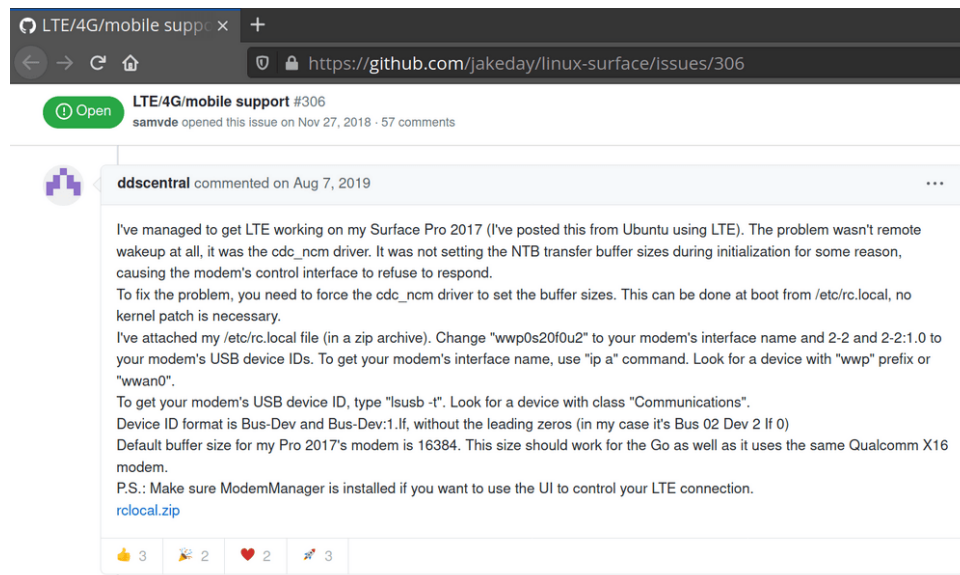 LTE/4G/mobile suppo
https://github.com/jakeday/linux-surface/issues/306
Open
LTE/4G/mobile support #306
samvde opened this issue on Nov 27, 2018 · 57 comments
ddscentral commented on Aug 7, 2019
I've managed to get LTE working on my Surface Pro 2017 (I've posted this from Ubuntu using LTE). The problem wasn't remote
wakeup at all, it was the cdc_ncm driver. It was not setting the NTB transfer buffer sizes during initialization for some reason,
causing the modem's control interface to refuse to respond.
To fix the problem, you need to force the cdc_ncm driver to set the buffer sizes. This can be done at boot from /etc/rc.local, no
kernel patch is necessary.
I've attached my /etc/rc.local file (in a zip archive). Change "wwp0s20f0u2" to your modem's interface name and 2-2 and 2-2:1.0 to
your modem's USB device IDs. To get your modem's interface name, use "ip a" command. Look for a device with "wwp" prefix or
"wwan0".
To get your modem's USB device ID, type "lsusb -t". Look for a device with class "Communications".
Device ID format is Bus-Dev and Bus-Dev:1.If, without the leading zeros (in my case it's Bus 02 Dev 2 If 0)
Default buffer size for my Pro 2017's modem is 16384. This size should work for the Go as well as it uses the same Qualcomm X16
modem.
P.S.: Make sure ModemManager is installed if you want to use the UI to control your LTE connection.
rclocal.zip
3 2 2 3